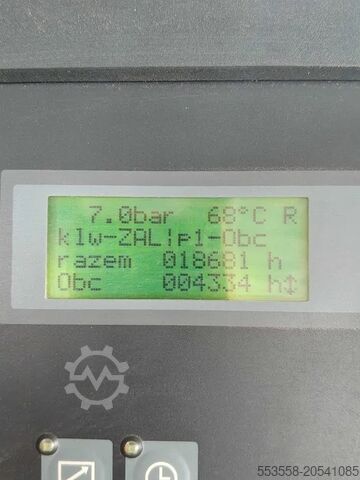 7.0bar 68°C R
klw-ZAL¦p1-Obc
razem 018681 h
Obc 004334 h↕
553558-20541085